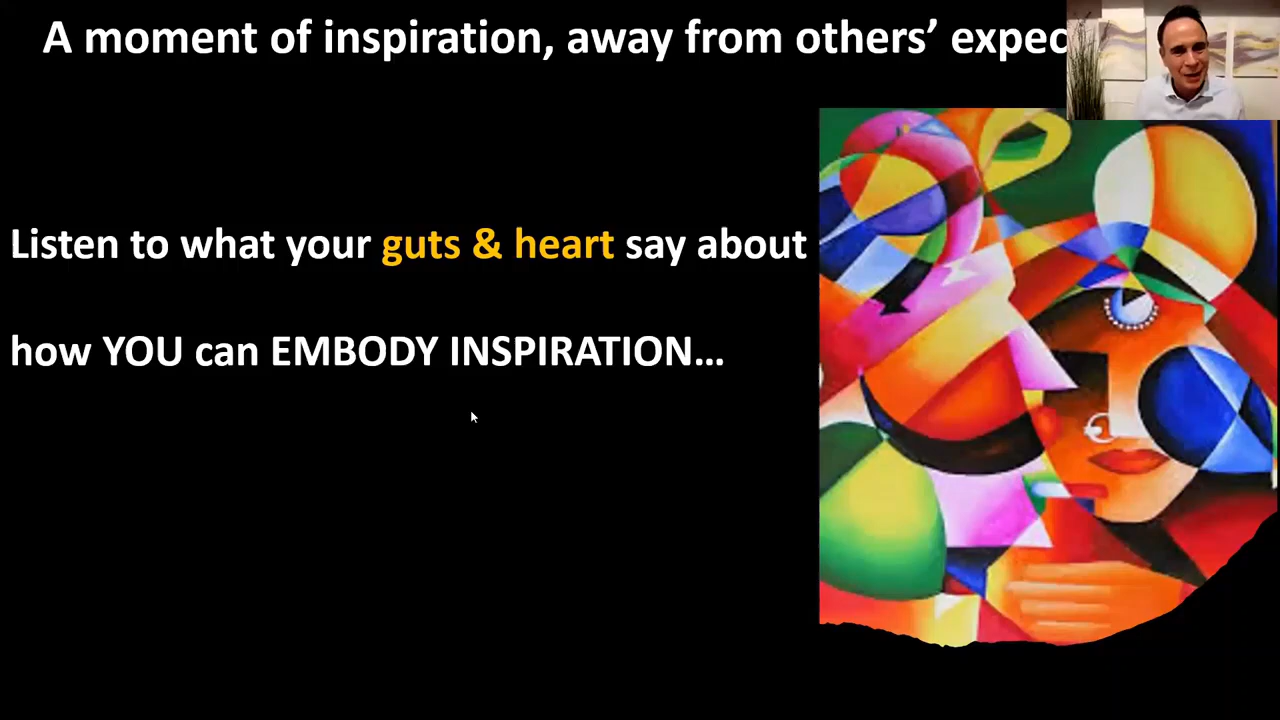 A moment of inspiration, away from others’ expec
Listen to what your guts & heart say about
how YOU can EMBODY INSPIRATION…